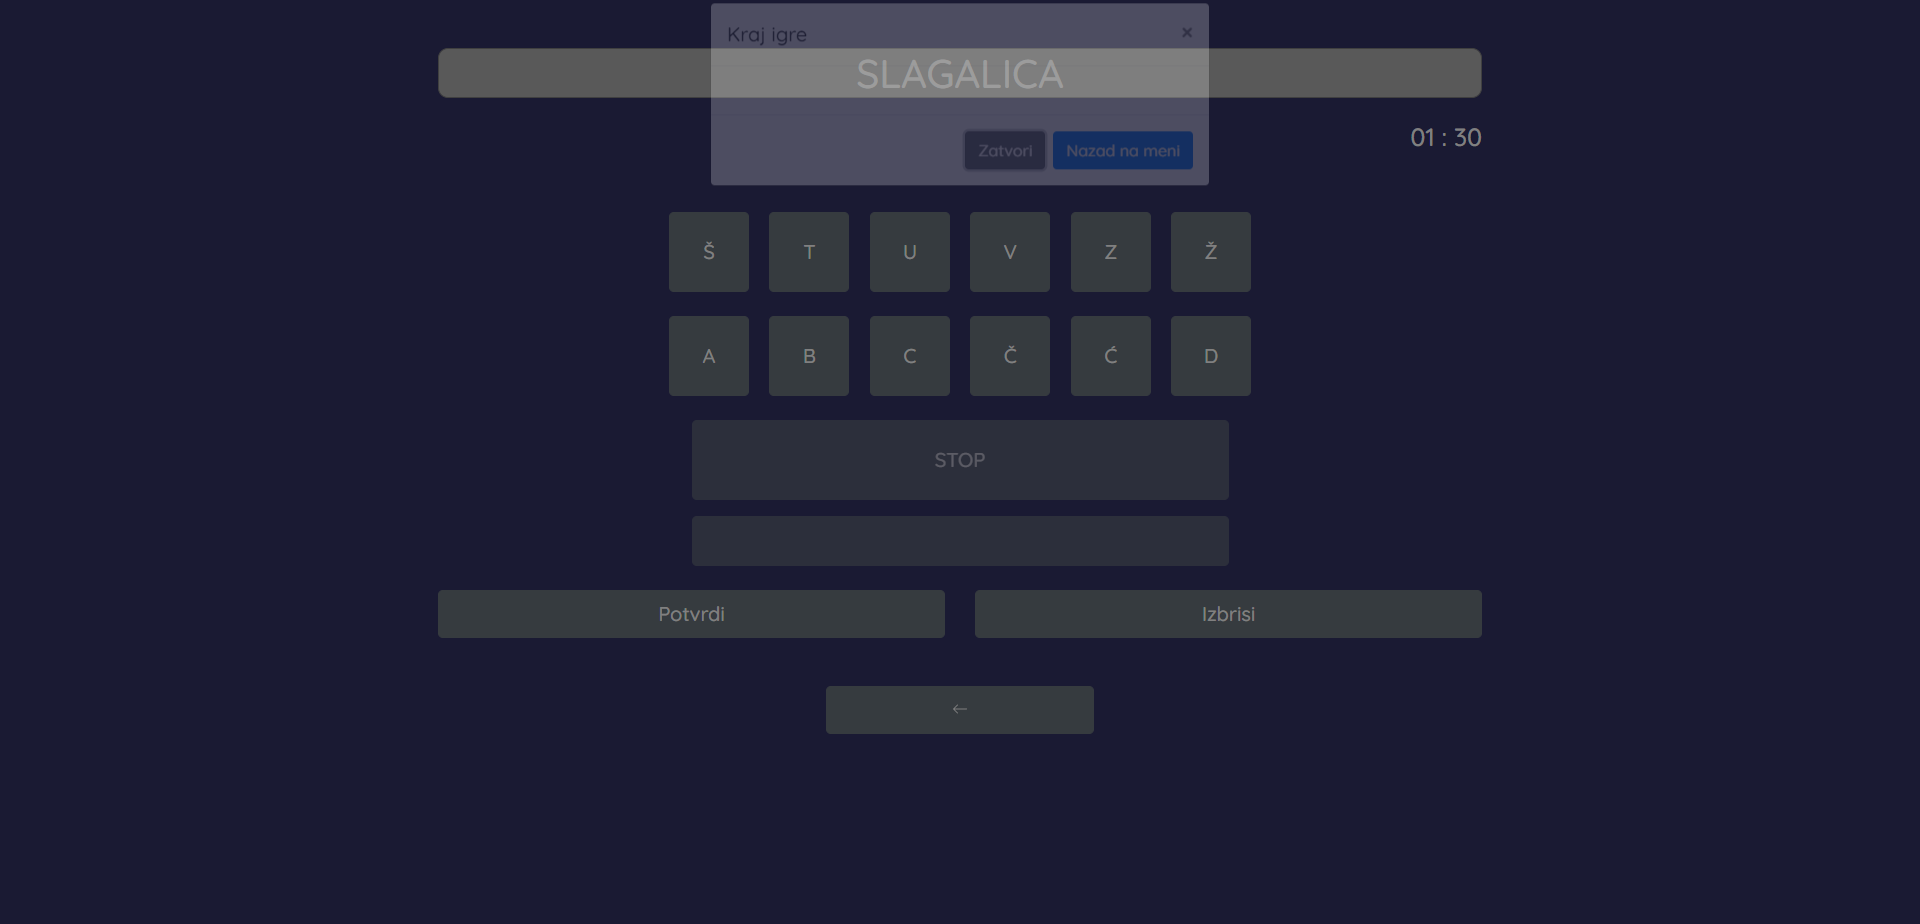 Kraj igre ×
SLAGALICA
01 : 30
Zatvori Nazad na meni
Š T U V Z Ž
A B C Č Ć D
STOP
Potvrdi Izbrisi
←